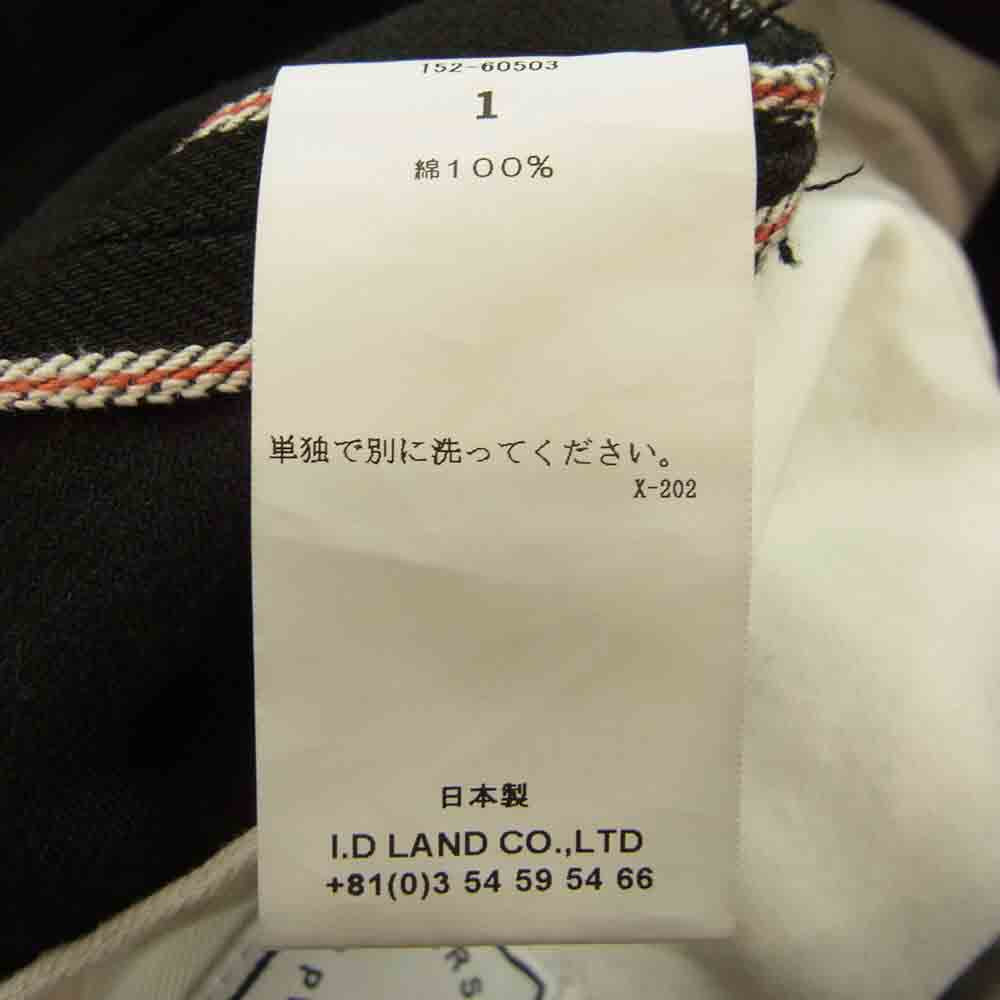 152-60503
1
綿100%
単独で別に洗ってください。
X-202
日本製
I.D LAND CO.,LTD
+81(0)3 54 59 54 66